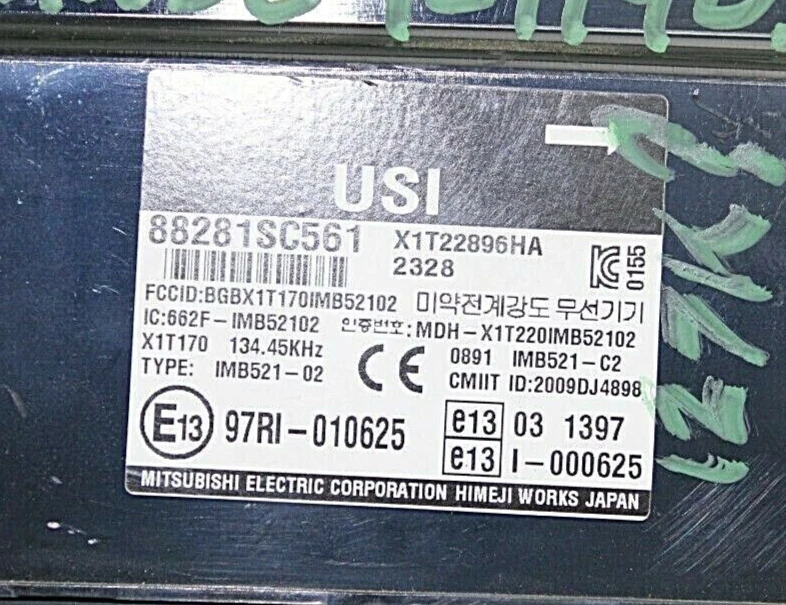 USI
88281SC561 X1T22896HA
2328
0155
FCCID:BGBX1T170IMB52102 미약전계강도 무선기기
IC:662F-IMB52102 인증번호:MDH-X1T220IMB52102
X1T170 134.45KHz CE 0891 IMB521-C2
TYPE: IMB521-02 CMIIT ID:2009DJ4898
E13 97RI-010625 e13 03 1397
e13 I-000625
MITSUBISHI ELECTRIC CORPORATION HIMEJI WORKS JAPAN